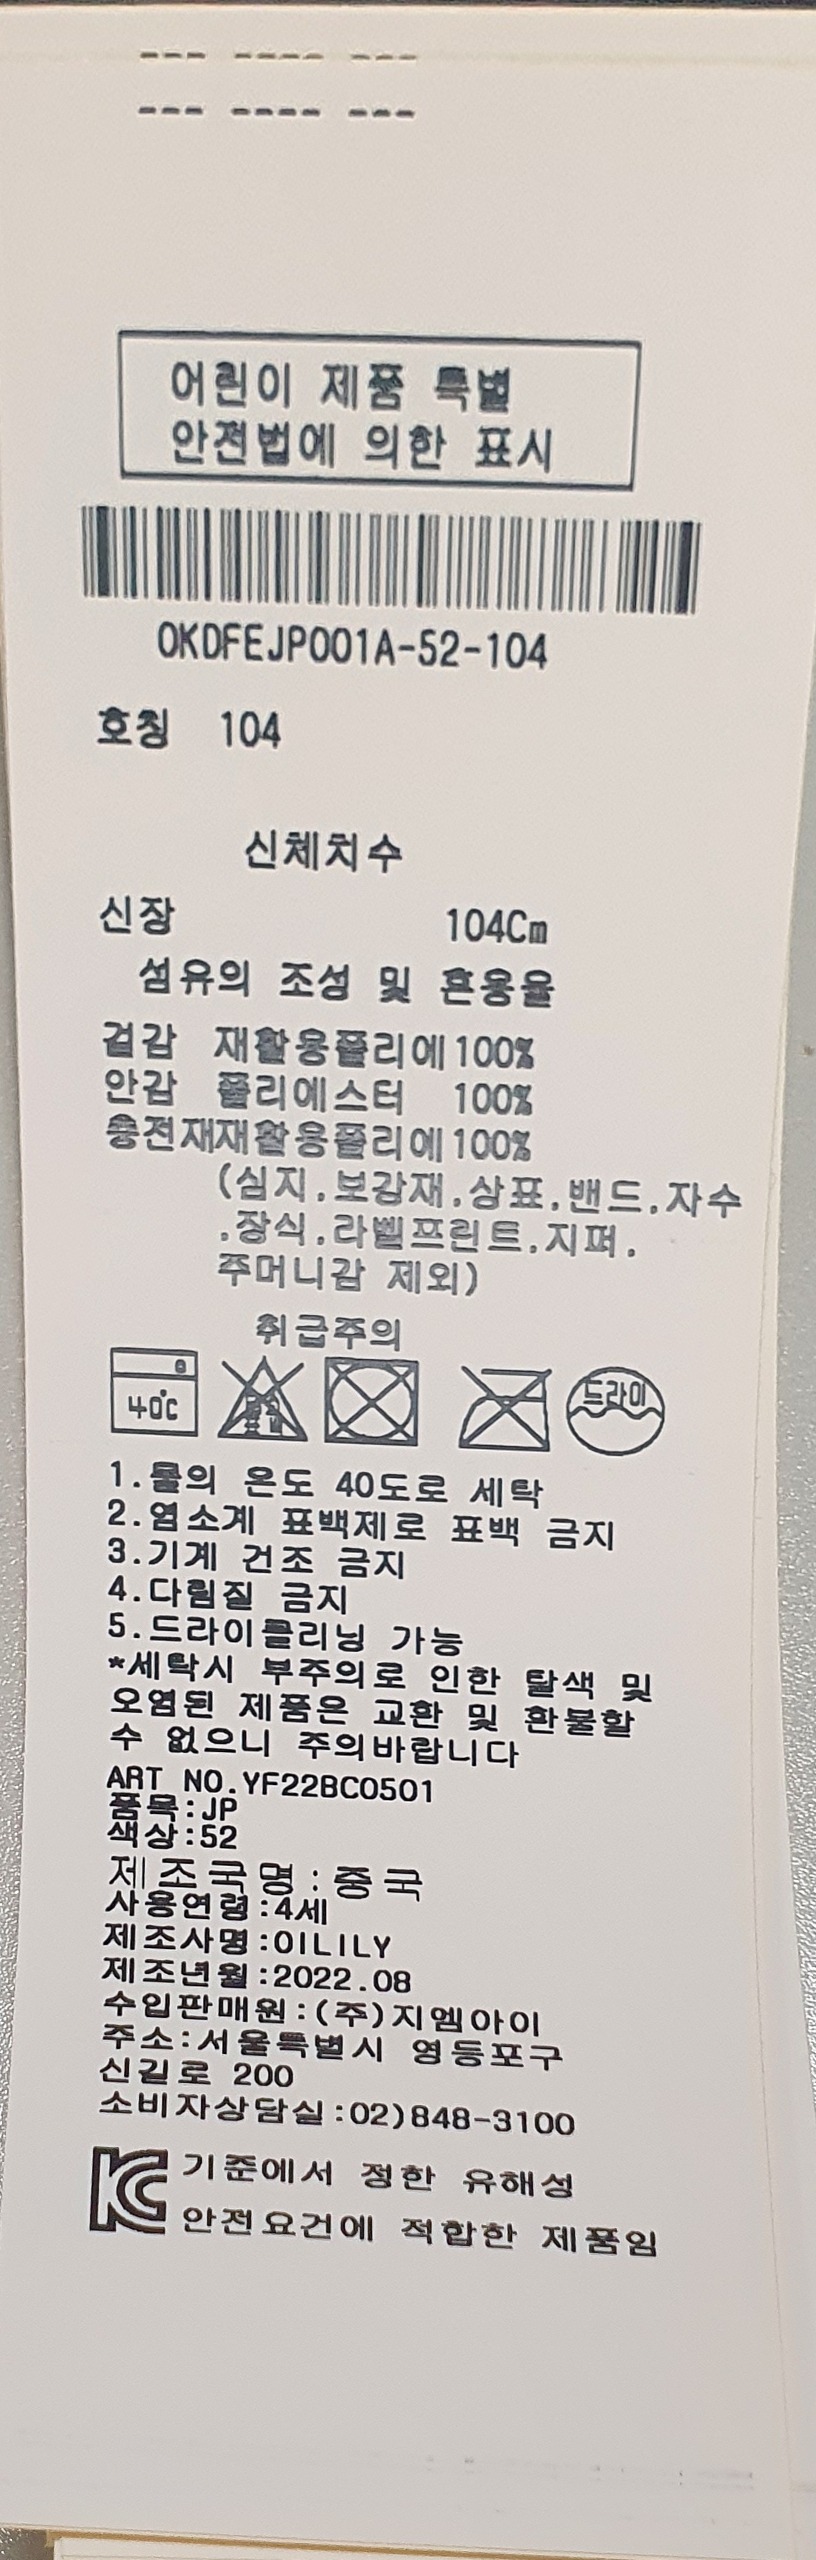 --- ---- ---
--- ---- ---
어린이 제품 특별
안전법에 의한 표시
OKDFEJP001A-52-104
호칭 104
신체치수
신장 104Cm
섬유의 조성 및 혼용율
겉감 재활용폴리에100%
안감 폴리에스터 100%
충전재재활용폴리에100%
(심지.보강재.상표.밴드.자수
.장식.라벨프린트.지퍼.
주머니감 제외)
취급주의
40℃ 드라이
1.물의 온도 40도로 세탁
2.염소계 표백제로 표백 금지
3.기계 건조 금지
4.다림질 금지
5.드라이클리닝 가능
*세탁시 부주의로 인한 탈색 및
오염된 제품은 교환 및 환불할
수 없으니 주의바랍니다
ART NO.YF22BC0501
품목:JP
색상:52
제조국명:중국
사용연령:4세
제조사명:OILILY
제조년월:2022.08
수입판매원:(주)지엠아이
주소:서울특별시 영등포구
신길로 200
소비자상담실:02)848-3100
KC 기준에서 정한 유해성
안전요건에 적합한 제품임